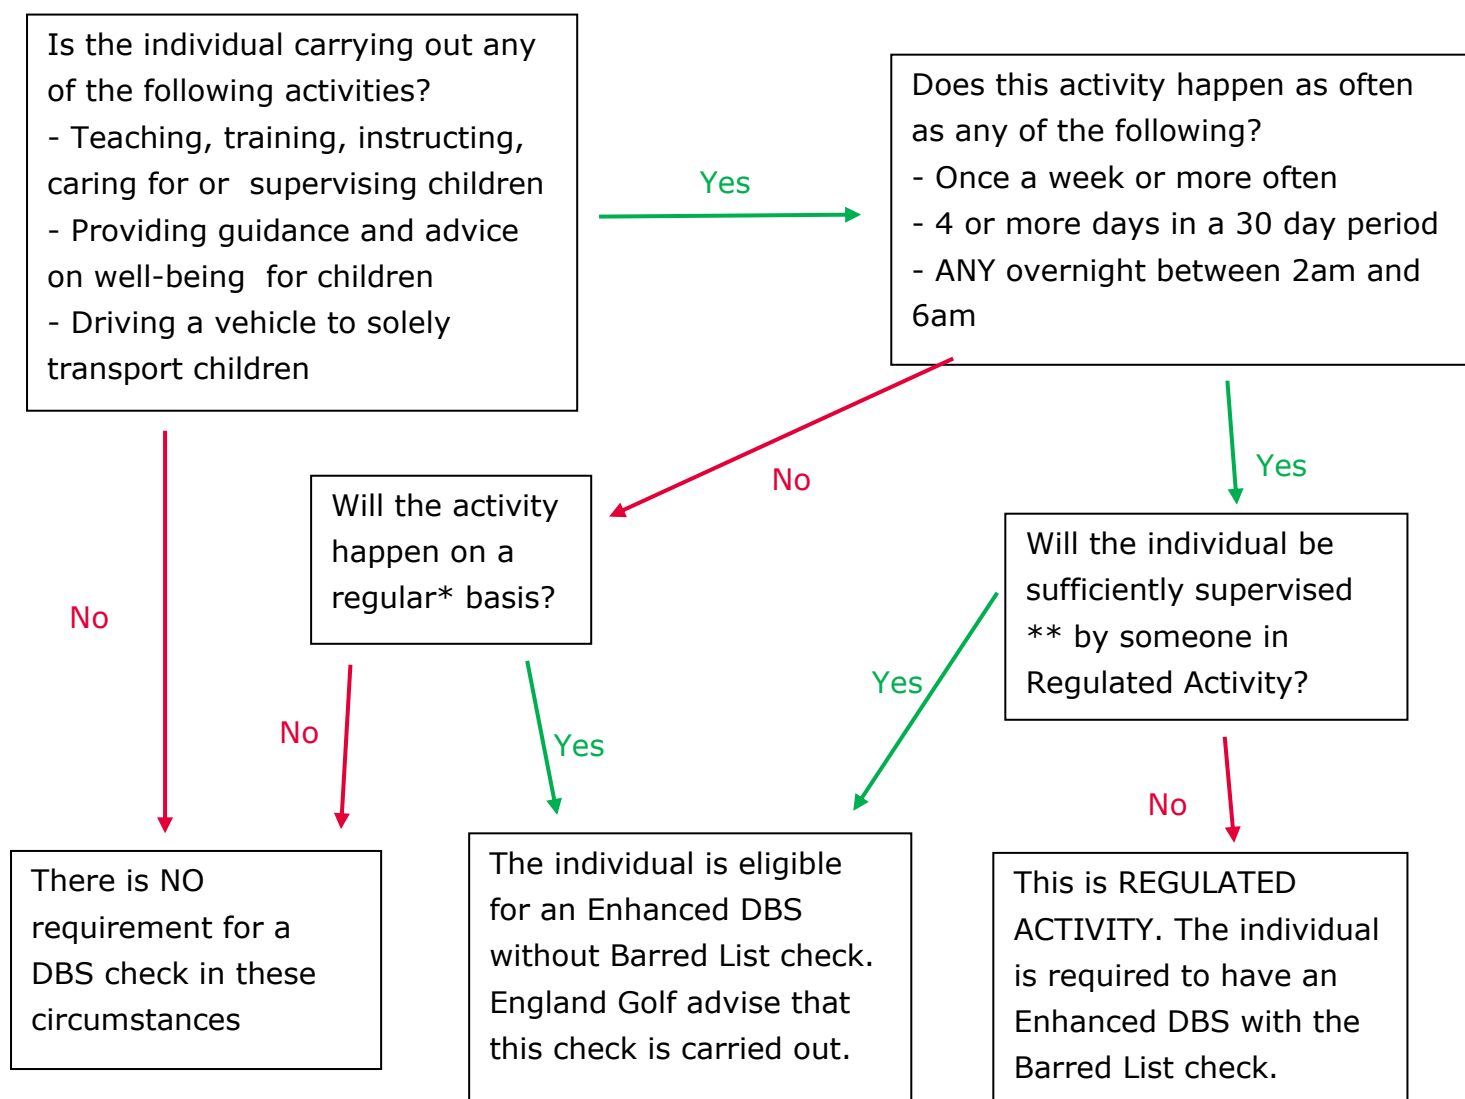 Is the individual carrying out any
of the following activities?
- Teaching, training, instructing,
caring for or  supervising children
- Providing guidance and advice
on well-being  for children
- Driving a vehicle to solely
transport children
Yes
Does this activity happen as often
as any of the following?
- Once a week or more often
- 4 or more days in a 30 day period
- ANY overnight between 2am and
6am
No
Yes
Will the activity
happen on a
regular* basis?
Will the individual be
sufficiently supervised
** by someone in
Regulated Activity?
No
No
Yes
Yes
No
There is NO
requirement for a
DBS check in these
circumstances
The individual is eligible
for an Enhanced DBS
without Barred List check.
England Golf advise that
this check is carried out.
This is REGULATED
ACTIVITY. The individual
is required to have an
Enhanced DBS with the
Barred List check.